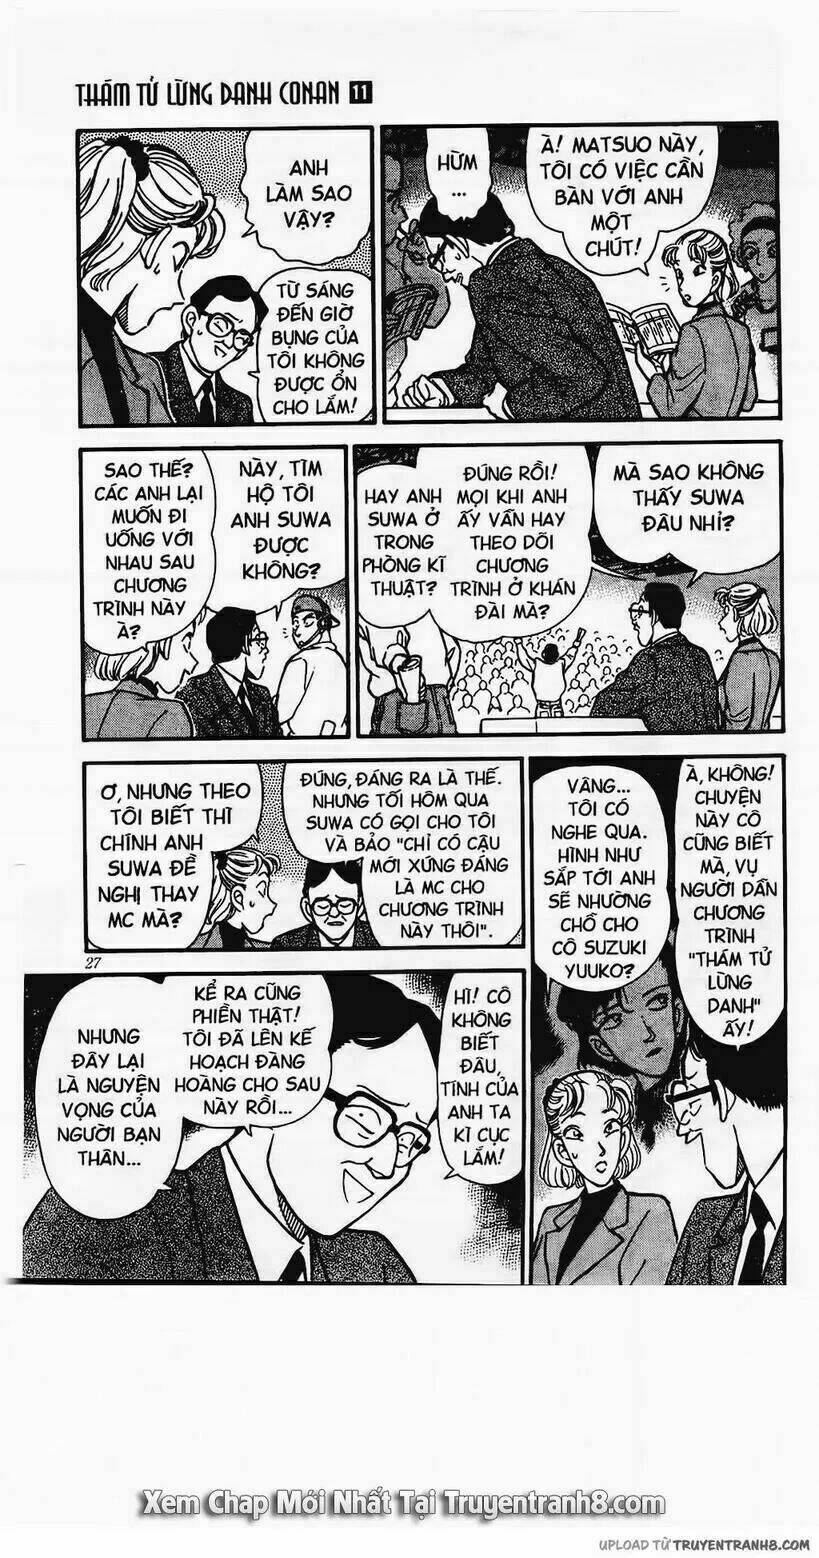 THÁM TỬ LỪNG DANH CONAN 11
À! MATSUO NÀY,
TÔI CÓ VIỆC CẦN
BÀN VỚI ANH
MỘT
CHÚT!
HỪM
...
ANH
LÀM SAO
VẬY?
TỪ SÁNG
ĐẾN GIỜ
BỤNG CỦA
TÔI KHÔNG
ĐƯỢC ỔN
CHO LẮM!
MÀ SAO KHÔNG
THẤY SUWA
ĐÂU NHỈ?
ĐÚNG RỒI!
MỌI KHI ANH
ẤY VẪN HAY
THEO DÕI
CHƯƠNG
TRÌNH Ở KHÁN
ĐÀI MÀ?
HAY ANH
SUWA Ở
TRONG
PHÒNG KĨ
THUẬT?
NÀY, TÌM
HỘ TÔI
ANH SUWA
ĐƯỢC
KHÔNG?
SAO THẾ?
CÁC ANH LẠI
MUỐN ĐI
UỐNG VỚI
NHAU SAU
CHƯƠNG
TRÌNH NÀY
À?
À, KHÔNG!
CHUYỆN
NÀY CÔ
CŨNG BIẾT
MÀ, VỤ
NGƯỜI DẪN
CHƯƠNG
TRÌNH
"THÁM TỬ
LỪNG
DANH"
ẤY!
VÂNG...
TÔI CÓ
NGHE QUA.
HÌNH NHƯ
SẮP TỚI ANH
SẼ NHƯỜNG
CHỖ CHO
CÔ SUZUKI
YUUKO?
ĐÚNG, ĐÁNG RA LÀ THẾ.
NHƯNG TỐI HÔM QUA
SUWA CÓ GỌI CHO TÔI
VÀ BẢO "CHỈ CÓ CẬU
MỚI XỨNG ĐÁNG
LÀ MC CHO
CHƯƠNG TRÌNH
NÀY THÔI".
Ơ, NHƯNG THEO
TÔI BIẾT THÌ
CHÍNH ANH
SUWA ĐỀ
NGHỊ THAY
MC MÀ?
HÌ! CÔ
KHÔNG
BIẾT
ĐÂU,
TÍNH CỦA
ANH TA
KÌ CỤC
LẮM!
KỂ RA CŨNG
PHIỀN THẬT!
TÔI ĐÃ LÊN KẾ
HOẠCH ĐÀNG
HOÀNG CHO SAU
NÀY RỒI...
NHƯNG
ĐÂY LẠI
LÀ NGUYỆN
VỌNG CỦA
NGƯỜI BẠN
THÂN...
27
Xem Chap Mới Nhất Tại Truyentranh8.com
UPLOAD TỪ TRUYENTRANH8.COM